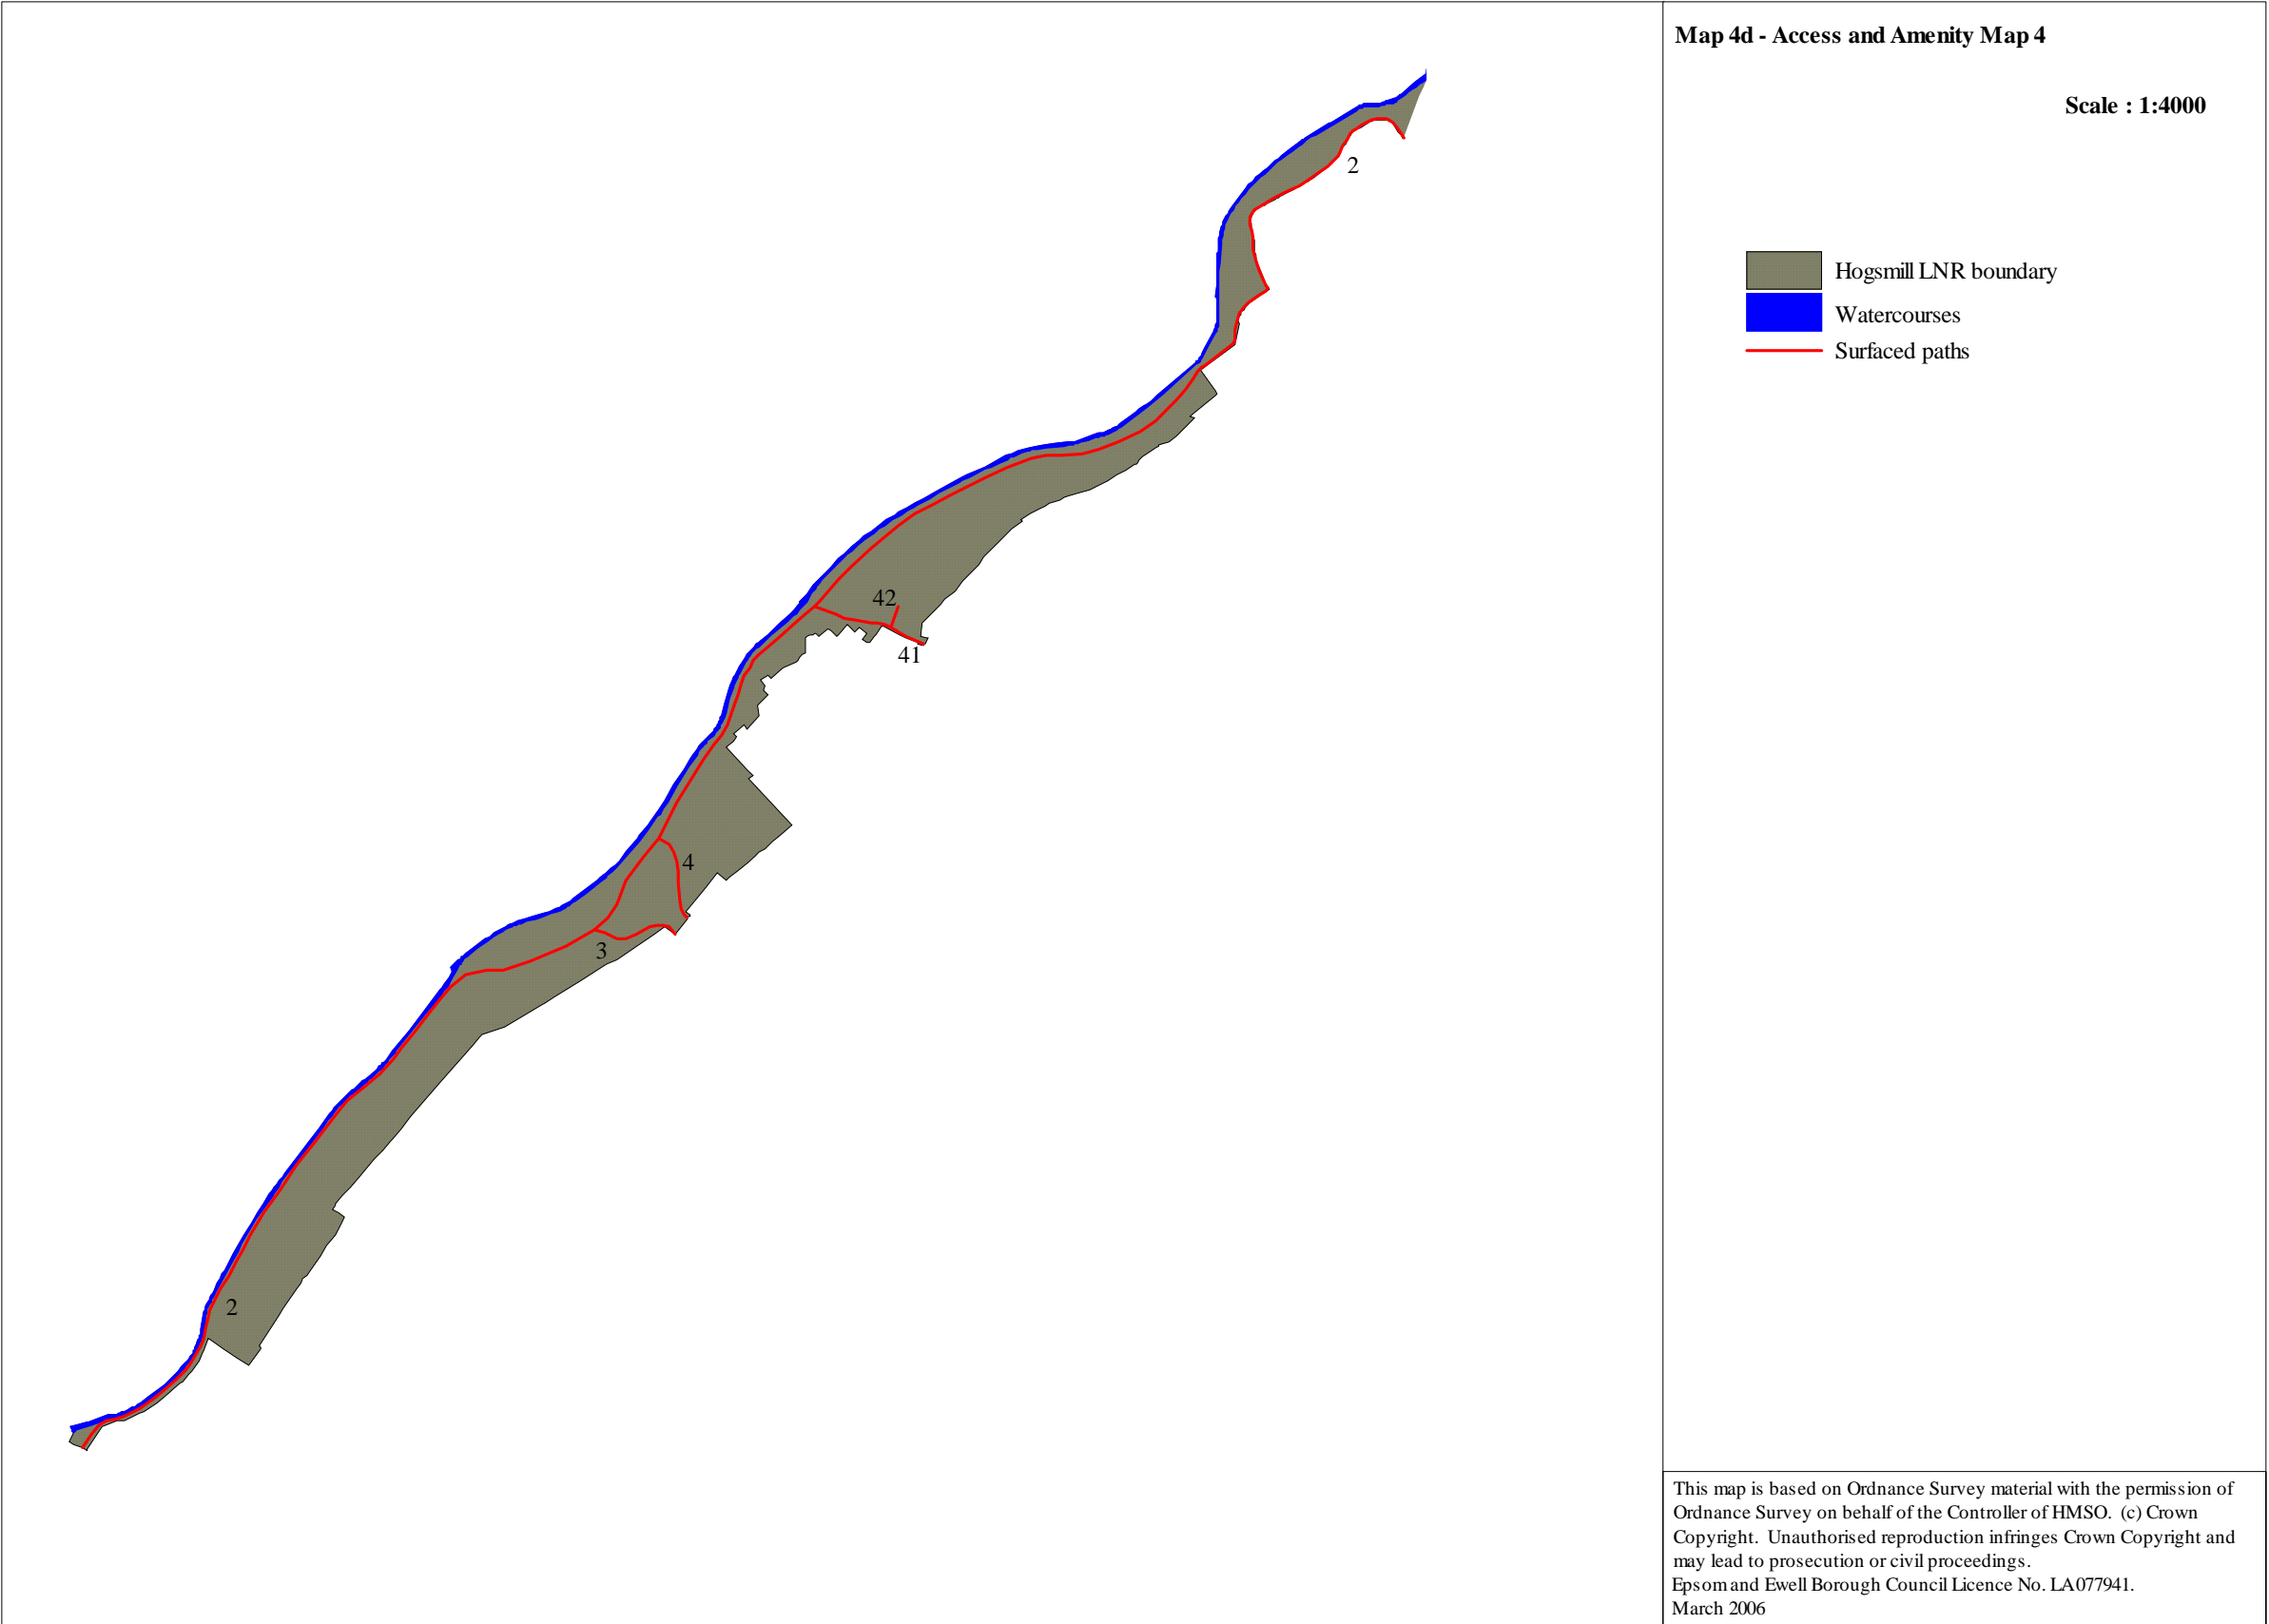 Map 4d - Access and Amenity Map 4
Scale : 1:4000
Hogsmill LNR boundary
Watercourses
Surfaced paths
2
42
41
4
3
2
This map is based on Ordnance Survey material with the permission of
Ordnance Survey on behalf of the Controller of HMSO. (c) Crown
Copyright. Unauthorised reproduction infringes Crown Copyright and
may lead to prosecution or civil proceedings.
Epsom and Ewell Borough Council Licence No. LA077941.
March 2006